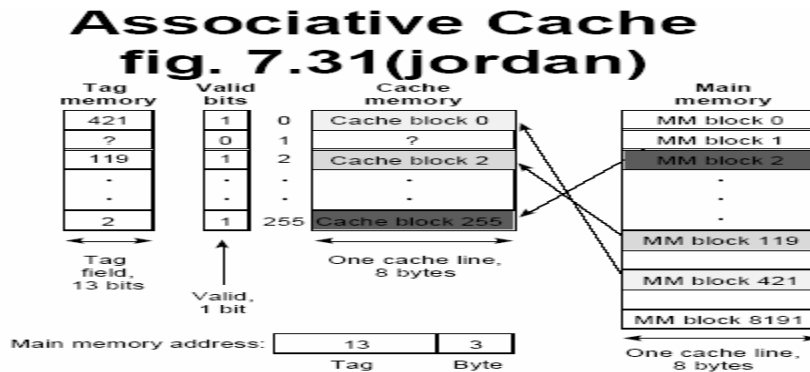 Associative Cache
fig. 7.31(jordan)
Tag memory
Valid bits
Cache memory
Main memory
421 1 0 Cache block 0 MM block 0
? 0 1 ? MM block 1
119 1 2 Cache block 2 MM block 2
. . . . .
. . . . .
2 1 255 Cache block 255
MM block 119
MM block 421
MM block 8191
Tag field, 13 bits
Valid, 1 bit
One cache line, 8 bytes
One cache line, 8 bytes
Main memory address: 13 3
Tag Byte